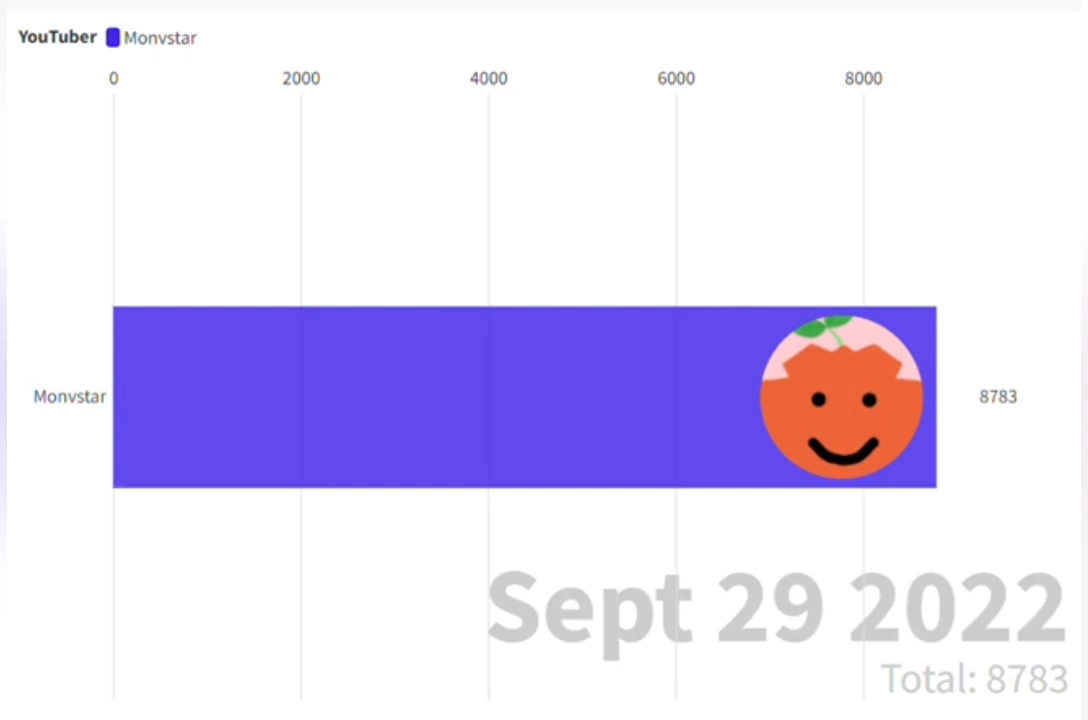 YouTuber Monvstar
0 2000 4000 6000 8000
Monvstar 8783
Sept 29 2022
Total: 8783